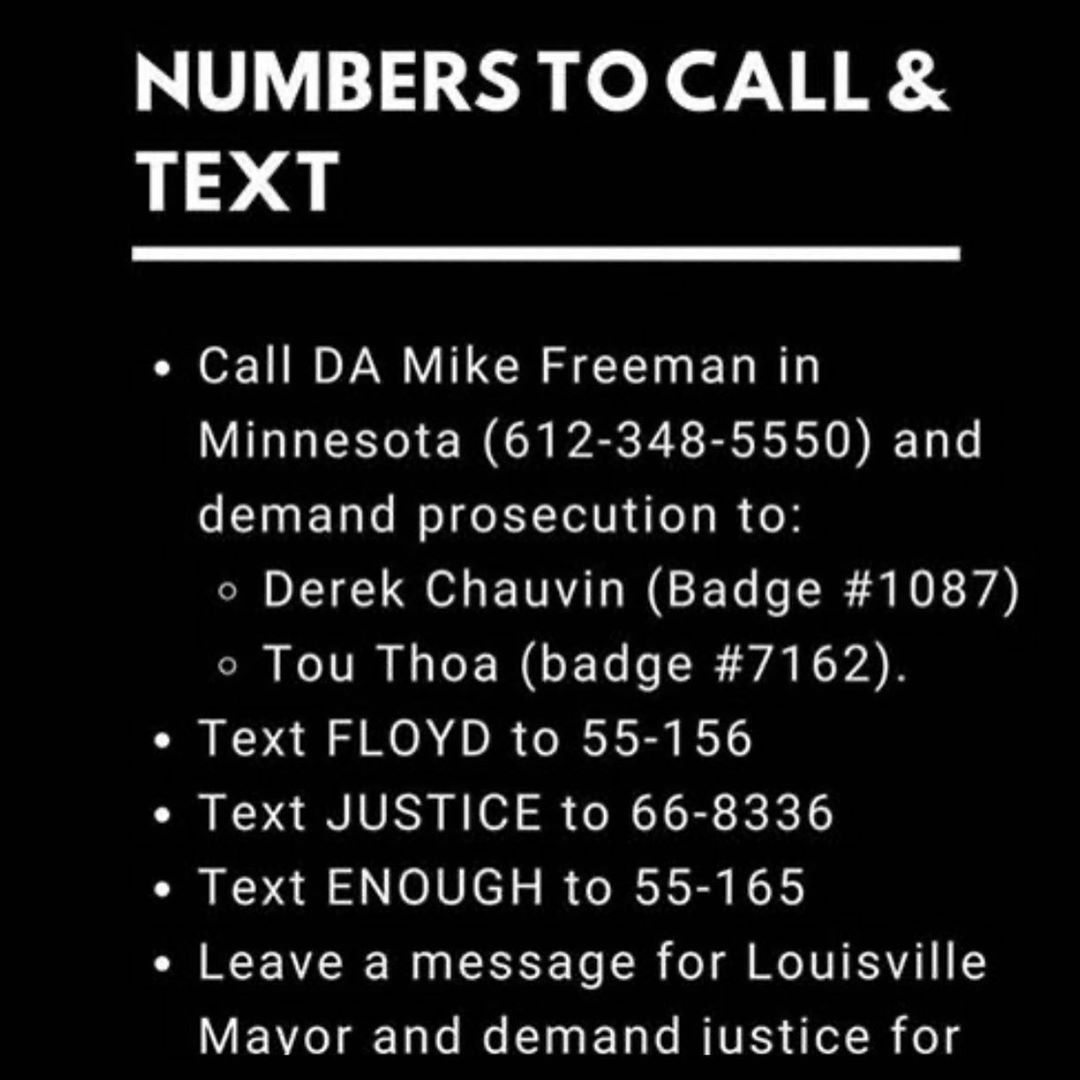 NUMBERS TO CALL &
TEXT
• Call DA Mike Freeman in
Minnesota (612-348-5550) and
demand prosecution to:
◦ Derek Chauvin (Badge #1087)
◦ Tou Thoa (badge #7162).
• Text FLOYD to 55-156
• Text JUSTICE to 66-8336
• Text ENOUGH to 55-165
• Leave a message for Louisville
Mayor and demand justice for